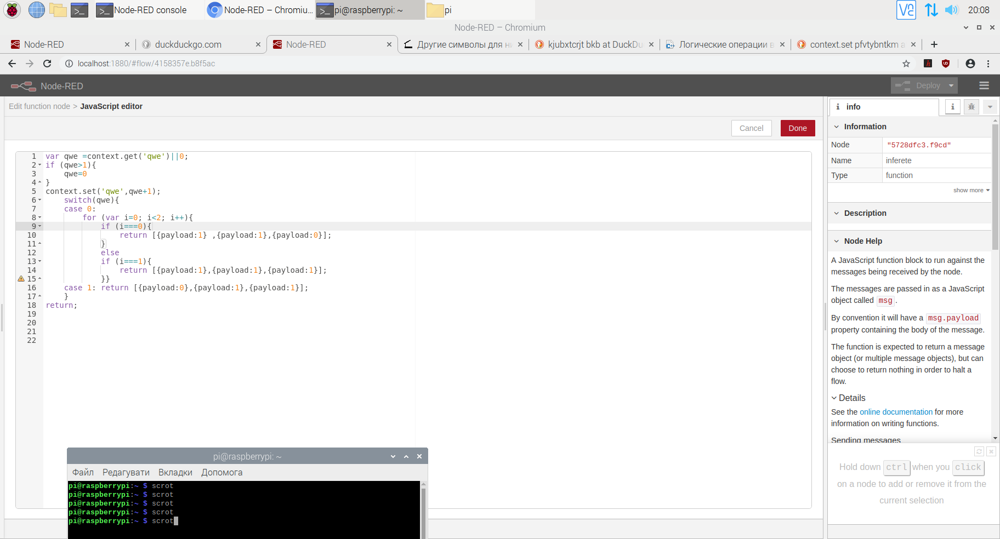 Node-RED console
Node-RED – Chromiu...
pi@raspberrypi: ~
pi
20:08
Node-RED – Chromium
Node-RED
duckduckgo.com
Node-RED
Другие символы для ни
kjubxtcrjt bkb at DuckDu
Логические операции в
context.set pfvtybntkm a
localhost:1880/#flow/4158357e.b8f5ac
Node-RED
Deploy
Edit function node > JavaScript editor
Cancel
Done
1 var qwe =context.get('qwe')||0;
2 if (qwe>1){
3 qwe=0
4 }
5 context.set('qwe',qwe+1);
6 switch(qwe){
7 case 0:
8 for (var i=0; i<2; i++){
9 if (i===0){
10 return [{payload:1} ,{payload:1},{payload:0}];
11 }
12 else
13 if (i===1){
14 return [{payload:1},{payload:1},{payload:1}];
15 }}
16 case 1: return [{payload:0},{payload:1},{payload:1}];
17 }
18 return;
19
20
21
22
info
Information
Node "5728dfc3.f9cd"
Name inferete
Type function
show more
Description
Node Help
A JavaScript function block to run against the
messages being received by the node.
The messages are passed in as a JavaScript
object called msg.
By convention it will have a msg.payload
property containing the body of the message.
The function is expected to return a message
object (or multiple message objects), but can
choose to return nothing in order to halt a
flow.
Details
See the online documentation for more
information on writing functions.
Sending messages
Hold down ctrl when you click
on a node to add or remove it from the
current selection
pi@raspberrypi: ~
Файл Редагувати Вкладки Допомога
pi@raspberrypi:~ $ scrot
pi@raspberrypi:~ $ scrot
pi@raspberrypi:~ $ scrot
pi@raspberrypi:~ $ scrot
pi@raspberrypi:~ $ scrot